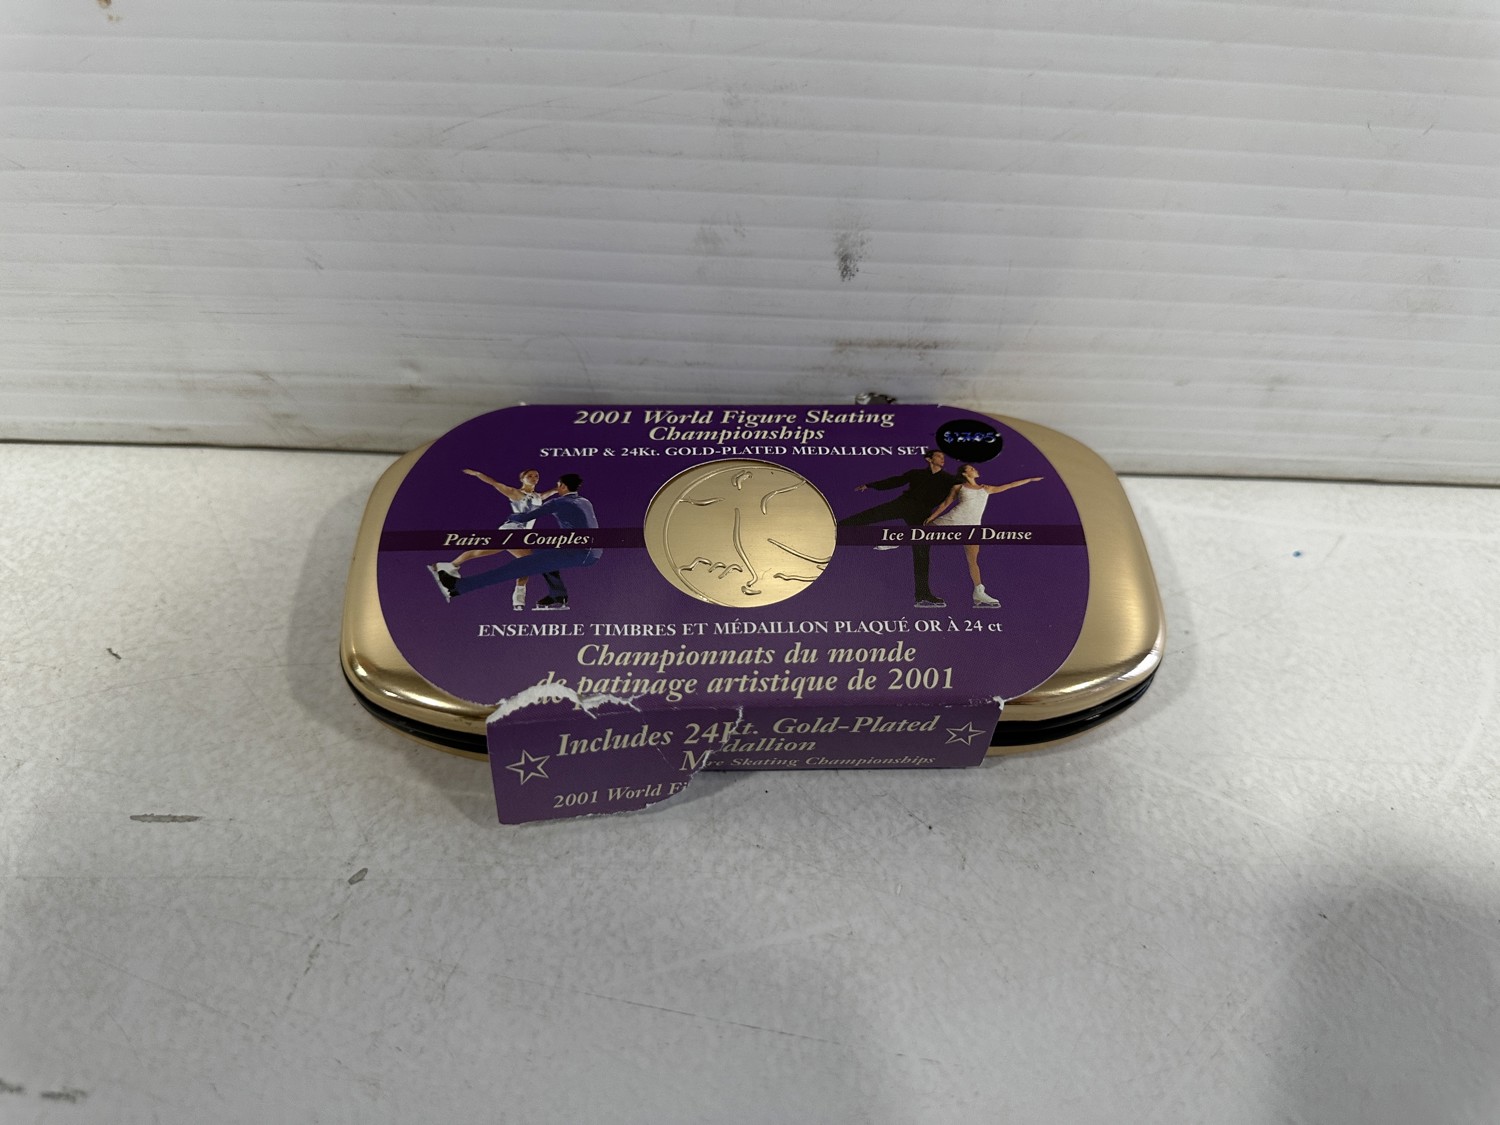 2001 World Figure Skating
Championships
STAMP & 24Kt. GOLD-PLATED MEDALLION SET
Pairs / Couples
Ice Dance / Danse
ENSEMBLE TIMBRES ET MÉDAILLON PLAQUÉ OR À 24 ct
Championnats du monde
de patinage artistique de 2001
Includes 24Kt. Gold-Plated
Medallion
2001 World Fi re Skating Championships